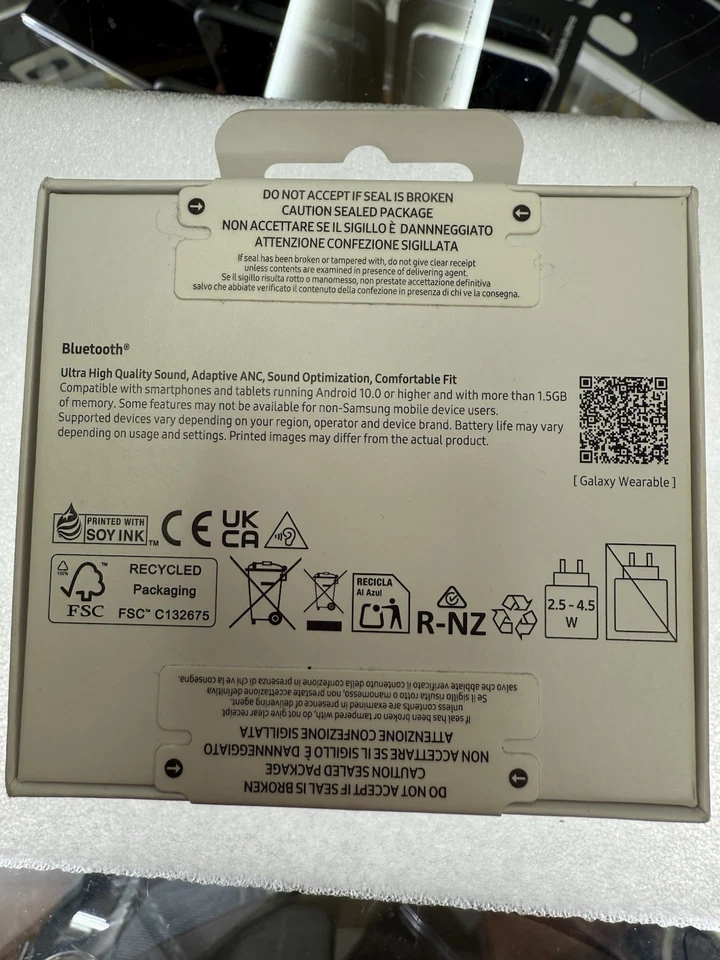 DO NOT ACCEPT IF SEAL IS BROKEN
CAUTION SEALED PACKAGE
NON ACCETTARE SE IL SIGILLO È DANNNEGGIATO
ATTENZIONE CONFEZIONE SIGILLATA
If seal has been broken or tampered with, do not give clear receipt
unless contents are examined in presence of delivering agent.
Se il sigillo risulta rotto o manomesso, non prestate accettazione definitiva
salvo che abbiate verificato il contenuto della confezione in presenza di chi ve la consegna.
Bluetooth®
Ultra High Quality Sound, Adaptive ANC, Sound Optimization, Comfortable Fit
Compatible with smartphones and tablets running Android 10.0 or higher and with more than 1.5GB
of memory. Some features may not be available for non-Samsung mobile device users.
Supported devices vary depending on your region, operator and device brand. Battery life may vary
depending on usage and settings. Printed images may differ from the actual product.
[ Galaxy Wearable ]
PRINTED WITH
SOY INK™
CE
UK
CA
100%
™
FSC
RECYCLED
Packaging
FSC™ C132675
RECICLA
Al Azul
R-NZ
2.5 - 4.5
W
DO NOT ACCEPT IF SEAL IS BROKEN
CAUTION SEALED PACKAGE
NON ACCETTARE SE IL SIGILLO È DANNNEGGIATO
ATTENZIONE CONFEZIONE SIGILLATA
If seal has been broken or tampered with, do not give clear receipt
unless contents are examined in presence of delivering agent.
Se il sigillo risulta rotto o manomesso, non prestate accettazione definitiva
salvo che abbiate verificato il contenuto della confezione in presenza di chi ve la consegna.